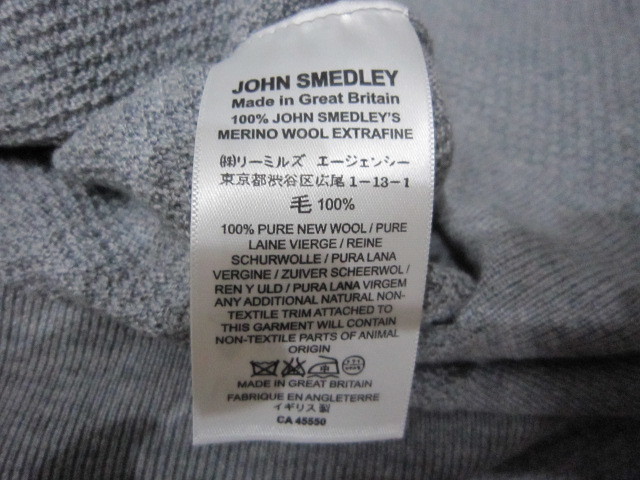 JOHN SMEDLEY
Made in Great Britain
100% JOHN SMEDLEY'S
MERINO WOOL EXTRAFINE
㈱リーミルズ エージェンシー
東京都渋谷区広尾 1-13-1
毛 100%
100% PURE NEW WOOL / PURE
LAINE VIERGE / REINE
SCHURWOLLE / PURA LANA
VERGINE / ZUIVER SCHEERWOL /
REN Y ULD / PURA LANA VIRGEM
ANY ADDITIONAL NATURAL NON-
TEXTILE TRIM ATTACHED TO
THIS GARMENT WILL CONTAIN
NON-TEXTILE PARTS OF ANIMAL
ORIGIN
MADE IN GREAT BRITAIN
FABRIQUE EN ANGLETERRE
イギリス製
CA 45550